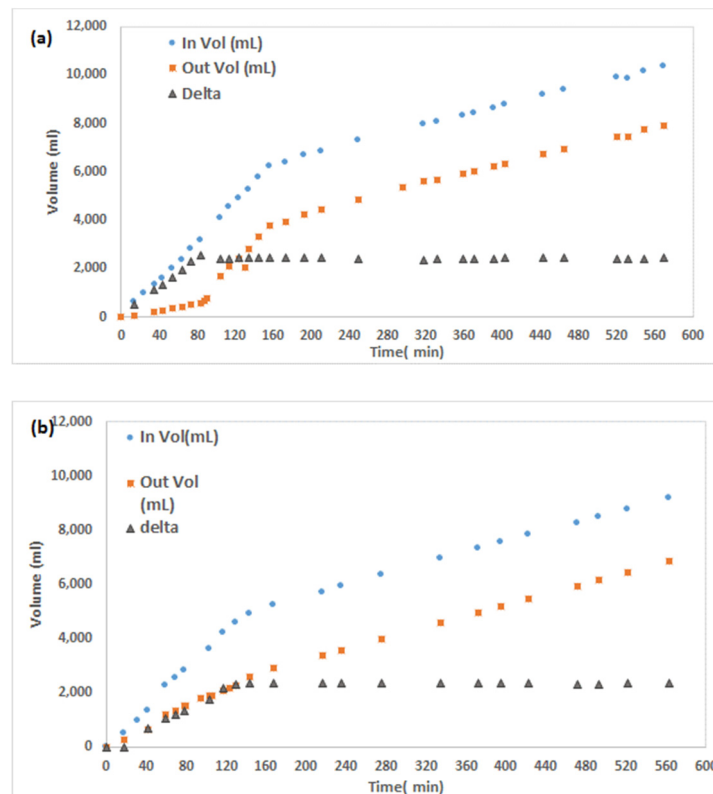 (a)
In Vol (mL)
Out Vol (mL)
Delta
Volume (ml)
12,000
10,000
8,000
6,000
4,000
2,000
0
0 40 80 120 160 200 240 280 320 360 400 440 480 520 560 600
Time( min)
(b)
In Vol(mL)
Out Vol
(mL)
delta
Volume (ml)
12,000
10,000
8,000
6,000
4,000
2,000
0
0 40 80 120 160 200 240 280 320 360 400 440 480 520 560 600
Time( min)